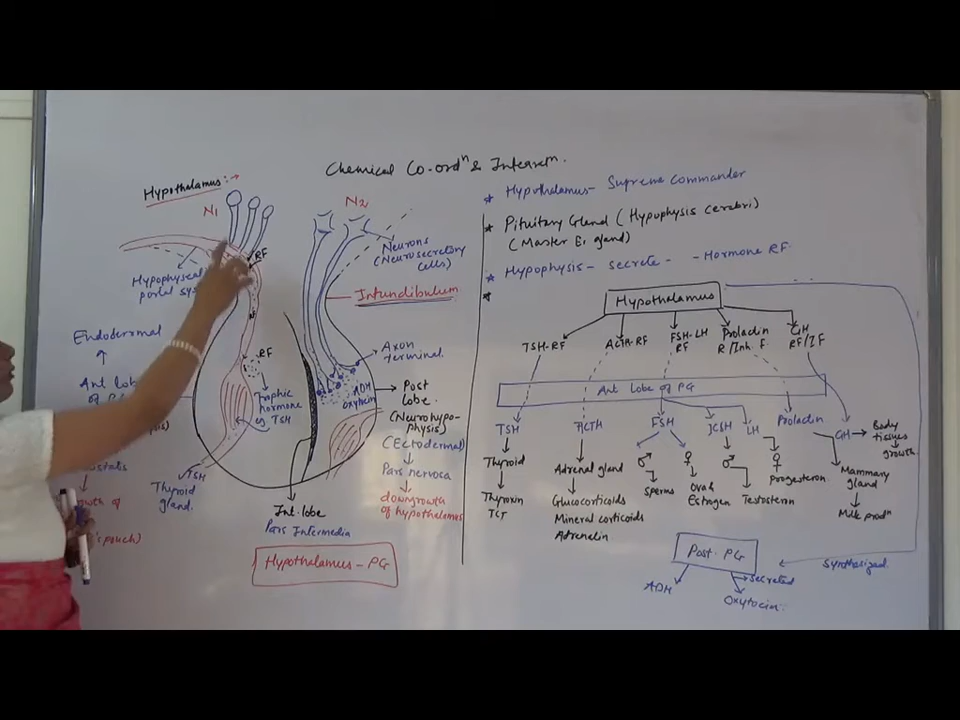 Chemical Co-ordⁿ & Integratⁿ.
Hypothalamus:→
N1
N2
RF
Hypophyseal
portal sys
Neurons
(Neurosecretory
Cells)
Infundibulum
Endodermal
Ant lob
RF
Trophic
hormone
eg TSH
Axon
terminal
ADH
oxytocin
Post
lobe
(Neurohypo-
physis)
(Ectodermal)
Pars nervosa
downgrowth
of hypothalamus
TSH
Thyroid
gland.
Int. lobe
Pars Intermedia
Hypothalamus - PG
* Hypothalamus - Supreme Commander
* Pituitary Gland (Hypophysis Cerebri)
(Master En gland)
* Hypophysis - secrete - - Hormone RF.
*
Hypothalamus
TSH-RF
ACTH-RF
FSH-LH
RF
Prolactin
R/Inh. F.
GH
RF/IF
Ant lobe of PG
TSH
ACTH
FSH
ICSH
LH
Prolactin
GH
Body
tissues
growth
Thyroid
Thyroxin
TCT
Adrenal gland
Glucocorticoids
Mineral corticoids
Adrenalin
♂
Sperms
♀
Ova &
Estrogen
♂
Testosteron
♀
Progesteron
Mammary
gland
Milk prodⁿ
Post. PG
ADH
Secreted
Oxytocin
Synthesized